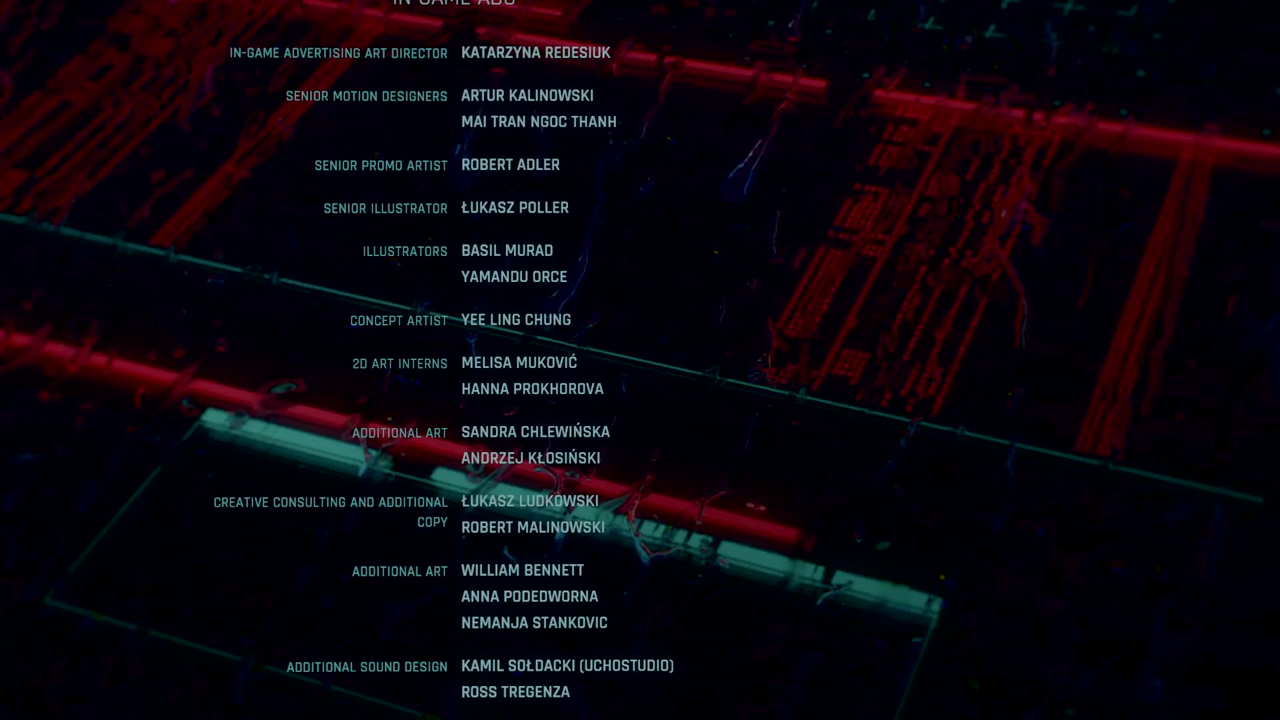 IN-GAME ADS
IN-GAME ADVERTISING ART DIRECTOR KATARZYNA REDESIUK
SENIOR MOTION DESIGNERS ARTUR KALINOWSKI
MAI TRAN NGOC THANH
SENIOR PROMO ARTIST ROBERT ADLER
SENIOR ILLUSTRATOR ŁUKASZ POLLER
ILLUSTRATORS BASIL MURAD
YAMANDU ORCE
CONCEPT ARTIST YEE LING CHUNG
2D ART INTERNS MELISA MUKOVIĆ
HANNA PROKHOROVA
ADDITIONAL ART SANDRA CHLEWIŃSKA
ANDRZEJ KŁOSIŃSKI
CREATIVE CONSULTING AND ADDITIONAL ŁUKASZ LUDKOWSKI
COPY ROBERT MALINOWSKI
ADDITIONAL ART WILLIAM BENNETT
ANNA PODEDWORNA
NEMANJA STANKOVIC
ADDITIONAL SOUND DESIGN KAMIL SOŁDACKI (UCHOSTUDIO)
ROSS TREGENZA